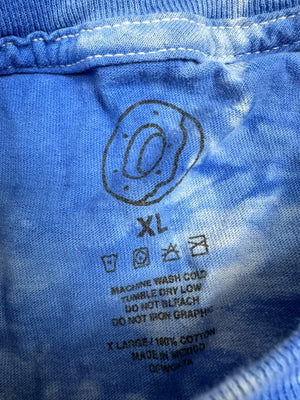 XL
MACHINE WASH COLD
TUMBLE DRY LOW
DO NOT BLEACH
DO NOT IRON GRAPHIC
X LARGE / 100% COTTON
MADE IN MEXICO